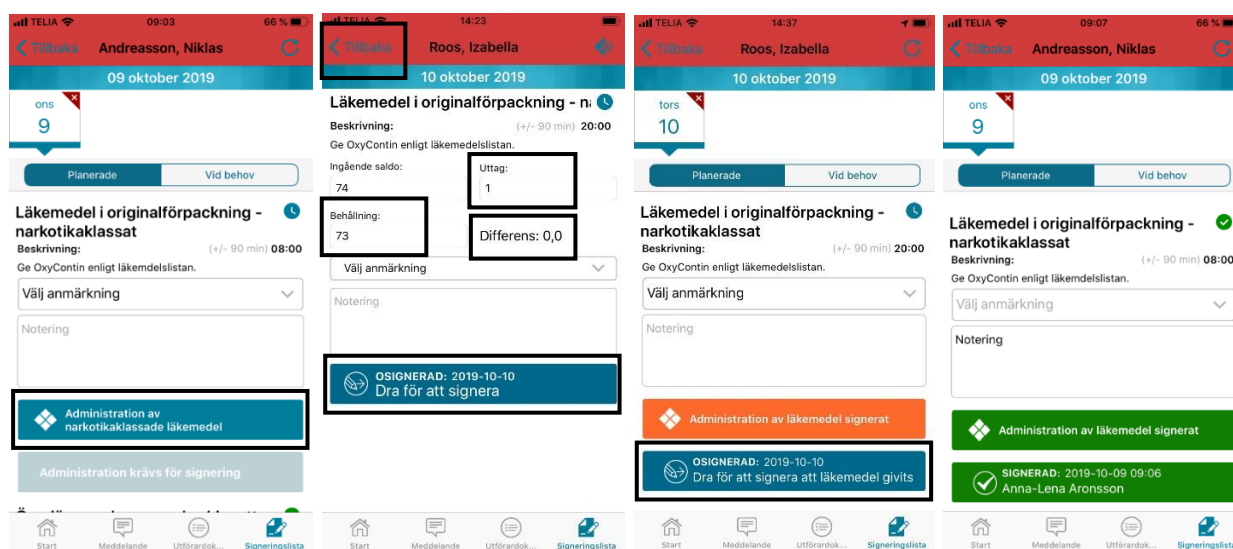 TELIA 09:03 66 %
Tillbaka Andreasson, Niklas
09 oktober 2019
ons
9
Planerade Vid behov
Läkemedel i originalförpackning -
narkotikaklassat
Beskrivning: (+/- 90 min) 08:00
Ge OxyContin enligt läkemdelslistan.
Välj anmärkning
Notering
Administration av
narkotikaklassade läkemedel
Administration krävs för signering
Start Meddelande Utförardok... Signeringslista
TELIA 14:23
Tillbaka Roos, Izabella
10 oktober 2019
Läkemedel i originalförpackning - na
Beskrivning: (+/- 90 min) 20:00
Ge OxyContin enligt läkemedelslistan.
Ingående saldo: Uttag:
74 1
Behållning:
73 Differens: 0,0
Välj anmärkning
Notering
OSIGNERAD: 2019-10-10
Dra för att signera
Start Meddelande Utförardok... Signeringslista
TELIA 14:37
Tillbaka Roos, Izabella
10 oktober 2019
tors
10
Planerade Vid behov
Läkemedel i originalförpackning -
narkotikaklassat
Beskrivning: (+/- 90 min) 20:00
Ge OxyContin enligt läkemedelslistan.
Välj anmärkning
Notering
Administration av läkemedel signerat
OSIGNERAD: 2019-10-10
Dra för att signera att läkemedel givits
Start Meddelande Utförardok... Signeringslista
TELIA 09:07 66 %
Tillbaka Andreasson, Niklas
09 oktober 2019
ons
9
Planerade Vid behov
Läkemedel i originalförpackning -
narkotikaklassat
Beskrivning: (+/- 90 min) 08:00
Ge OxyContin enligt läkemdelslistan.
Välj anmärkning
Notering
Administration av läkemedel signerat
SIGNERAD: 2019-10-09 09:06
Anna-Lena Aronsson
Start Meddelande Utförardok... Signeringslista